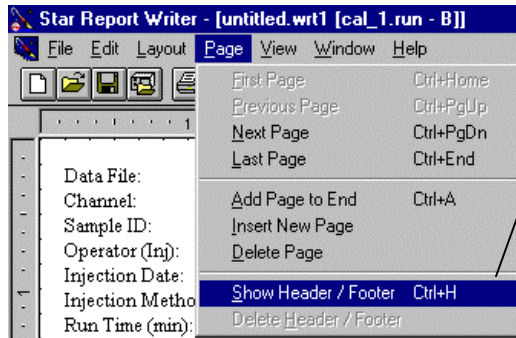 Star Report Writer - [untitled.wrt1 [cal_1.run - B]]
File Edit Layout Page View Window Help
First Page Ctrl+Home
Previous Page Ctrl+PgUp
Next Page Ctrl+PgDn
Last Page Ctrl+End
Add Page to End Ctrl+A
Insert New Page
Delete Page
Show Header / Footer Ctrl+H
Delete Header / Footer
1
Data File:
Channel:
Sample ID:
Operator (Inj):
Injection Date:
Injection Metho
Run Time (min):
1